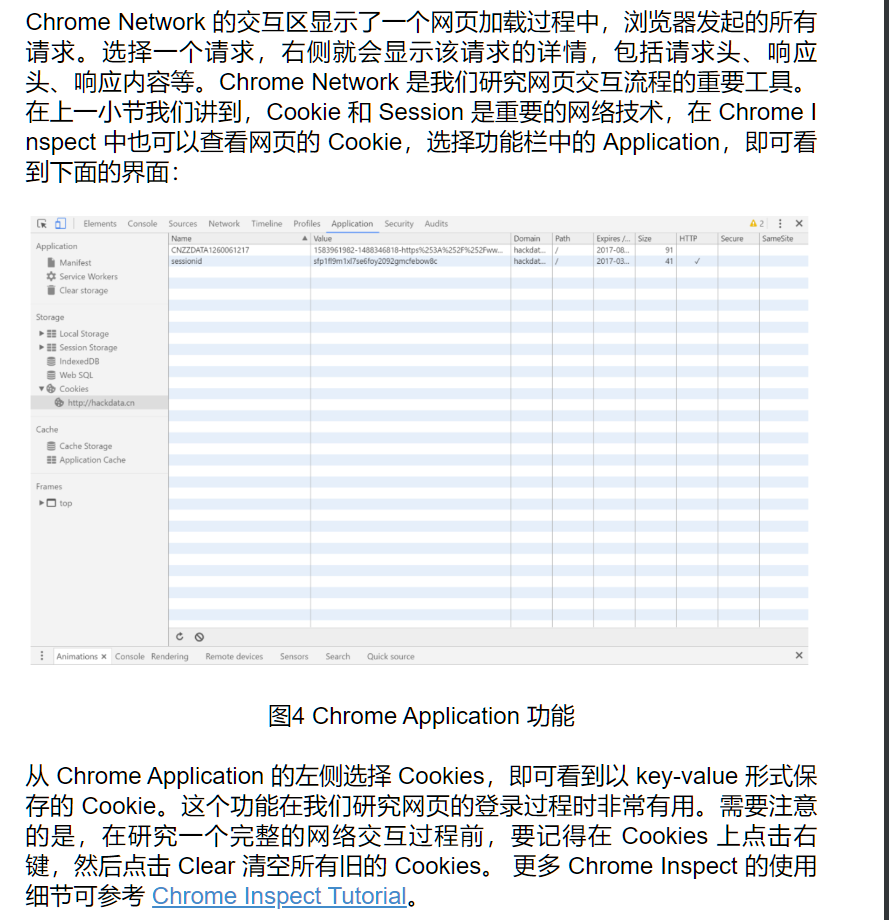 Chrome Network 的交互区显示了一个网页加载过程中，浏览器发起的所有
请求。选择一个请求，右侧就会显示该请求的详情，包括请求头、响应
头、响应内容等。Chrome Network 是我们研究网页交互流程的重要工具。
在上一小节我们讲到，Cookie 和 Session 是重要的网络技术，在 Chrome I
nspect 中也可以查看网页的 Cookie，选择功能栏中的 Application，即可看
到下面的界面：
Elements Console Sources Network Timeline Profiles Application Security Audits 2
Application
Name Value Domain Path Expires /... Size HTTP Secure SameSite
CNZZDATA1260061217 1583961982-1488346818-https%253A%252F%252Fww... hackdat... / 2017-08... 91
sessionid hackdat... / 2017-03... 41 ✓
Manifest
Service Workers
Clear storage
Storage
Local Storage
Session Storage
IndexedDB
Web SQL
Cookies
http://hackdata.cn
Cache
Cache Storage
Application Cache
Frames
top
Animations × Console Rendering Remote devices Sensors Search Quick source
图4 Chrome Application 功能
从 Chrome Application 的左侧选择 Cookies，即可看到以 key-value 形式保
存的 Cookie。这个功能在我们研究网页的登录过程时非常有用。需要注意
的是，在研究一个完整的网络交互过程前，要记得在 Cookies 上点击右
键，然后点击 Clear 清空所有旧的 Cookies。 更多 Chrome Inspect 的使用
细节可参考 Chrome Inspect Tutorial。